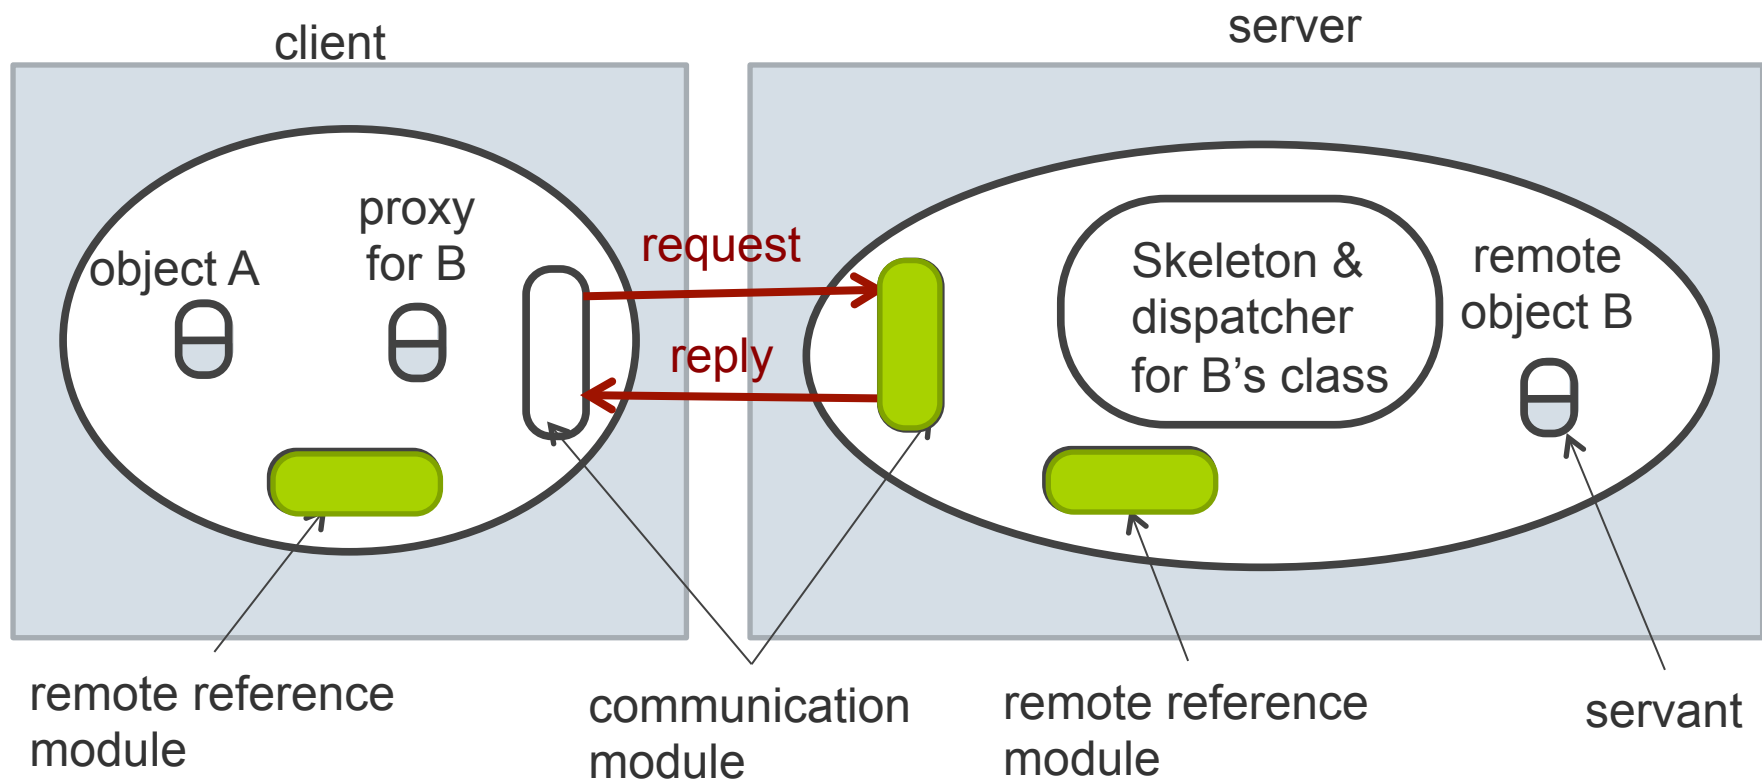 client
server
proxy
for B
object A
request
reply
Skeleton &
dispatcher
for B’s class
remote
object B
remote reference
module
communication
module
remote reference
module
servant